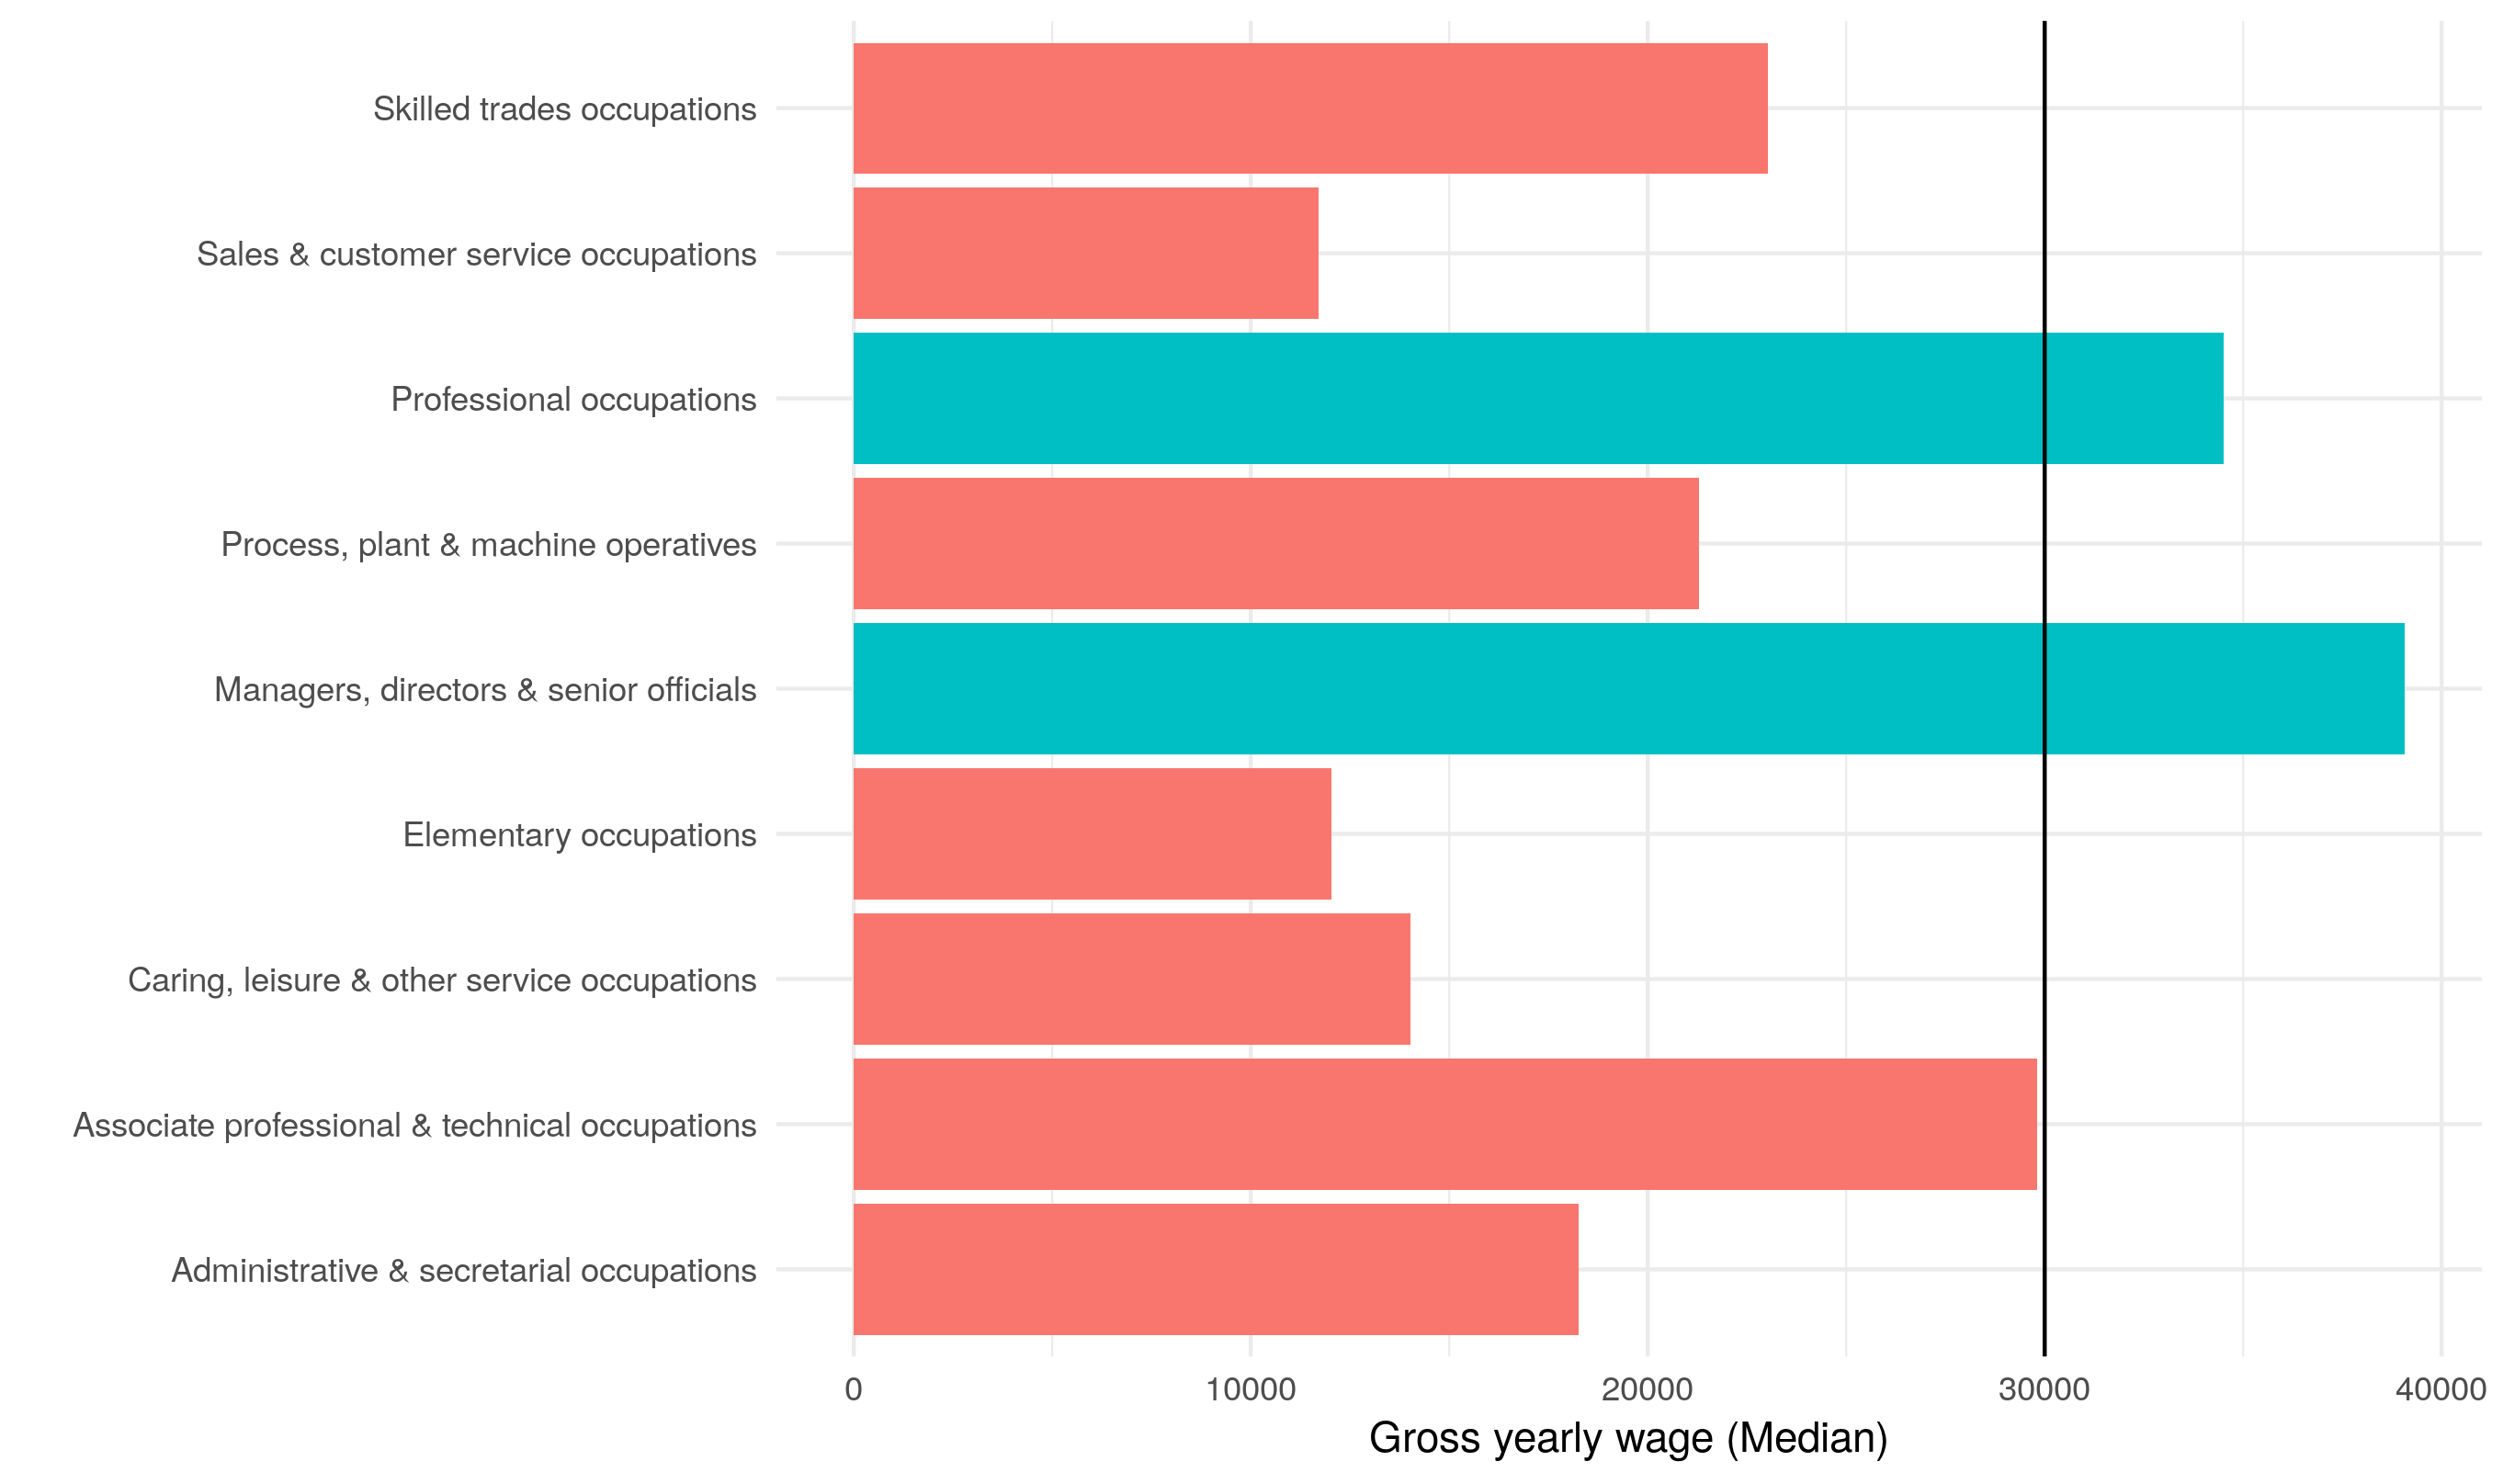 Skilled trades occupations
Sales & customer service occupations
Professional occupations
Process, plant & machine operatives
Managers, directors & senior officials
Elementary occupations
Caring, leisure & other service occupations
Associate professional & technical occupations
Administrative & secretarial occupations
0 10000 20000 30000 40000
Gross yearly wage (Median)